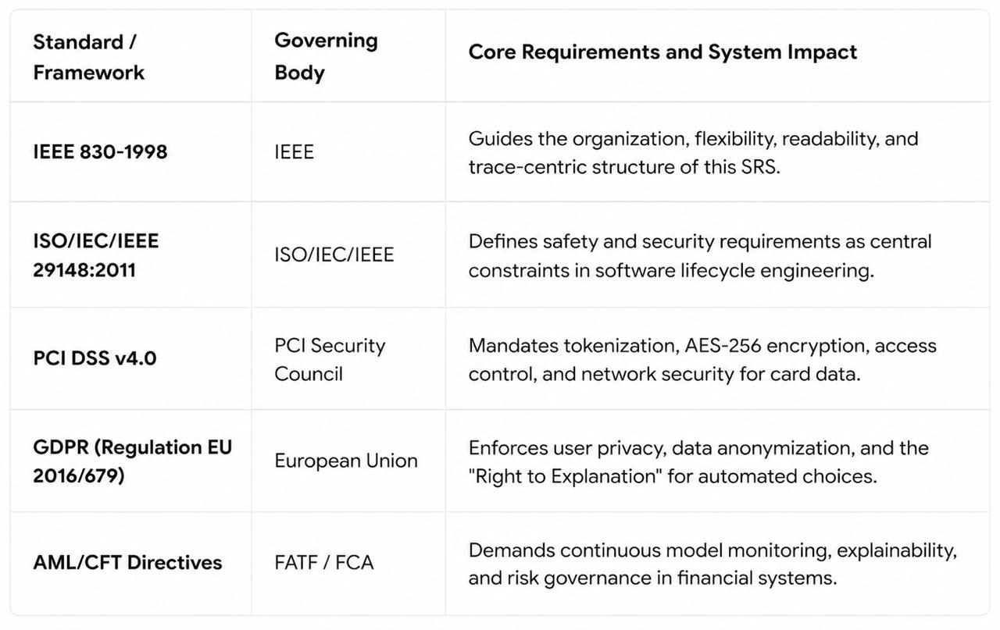 Standard /
Framework
Governing
Body
Core Requirements and System Impact
IEEE 830-1998
IEEE
Guides the organization, flexibility, readability, and
trace-centric structure of this SRS.
ISO/IEC/IEEE
29148:2011
ISO/IEC/IEEE
Defines safety and security requirements as central
constraints in software lifecycle engineering.
PCI DSS v4.0
PCI Security
Council
Mandates tokenization, AES-256 encryption, access
control, and network security for card data.
GDPR (Regulation EU
2016/679)
European Union
Enforces user privacy, data anonymization, and the
"Right to Explanation" for automated choices.
AML/CFT Directives
FATF / FCA
Demands continuous model monitoring, explainability,
and risk governance in financial systems.